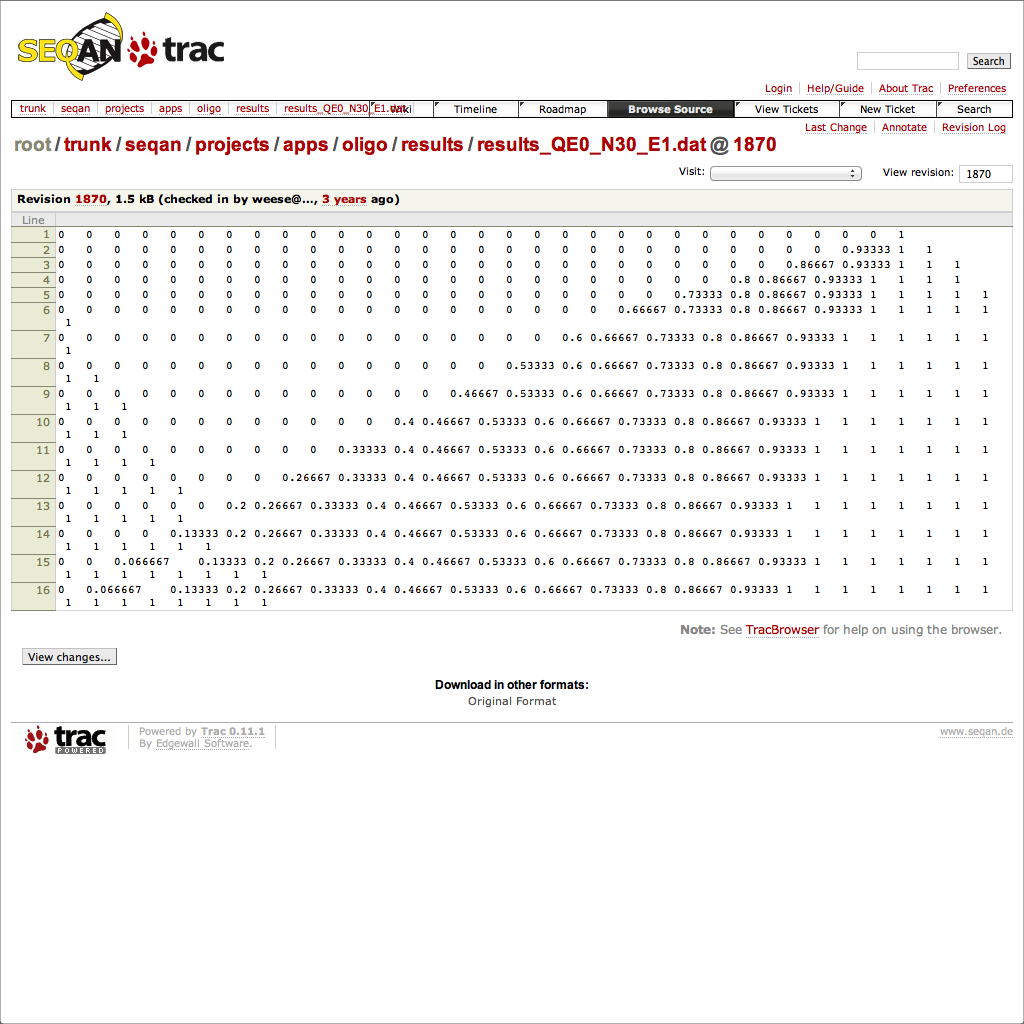 SEQAN trac
Search
Login Help/Guide About Trac Preferences
trunk seqan projects apps oligo results results_QE0_N30_E1.dat Wiki Timeline Roadmap Browse Source View Tickets New Ticket Search
Last Change Annotate Revision Log
root / trunk / seqan / projects / apps / oligo / results / results_QE0_N30_E1.dat @ 1870
Visit: View revision: 1870
Revision 1870, 1.5 kB (checked in by weese@..., 3 years ago)
Line
1 0 0 0 0 0 0 0 0 0 0 0 0 0 0 0 0 0 0 0 0 0 0 0 0 0 0 0 0 0 0 1
2 0 0 0 0 0 0 0 0 0 0 0 0 0 0 0 0 0 0 0 0 0 0 0 0 0 0 0 0 0.93333 1 1
3 0 0 0 0 0 0 0 0 0 0 0 0 0 0 0 0 0 0 0 0 0 0 0 0 0 0 0.86667 0.93333 1 1 1
4 0 0 0 0 0 0 0 0 0 0 0 0 0 0 0 0 0 0 0 0 0 0 0 0 0.8 0.86667 0.93333 1 1 1 1
5 0 0 0 0 0 0 0 0 0 0 0 0 0 0 0 0 0 0 0 0 0 0 0.73333 0.8 0.86667 0.93333 1 1 1 1 1
6 0 0 0 0 0 0 0 0 0 0 0 0 0 0 0 0 0 0 0 0 0.66667 0.73333 0.8 0.86667 0.93333 1 1 1 1 1
1
7 0 0 0 0 0 0 0 0 0 0 0 0 0 0 0 0 0 0 0.6 0.66667 0.73333 0.8 0.86667 0.93333 1 1 1 1 1 1
1
8 0 0 0 0 0 0 0 0 0 0 0 0 0 0 0 0 0.53333 0.6 0.66667 0.73333 0.8 0.86667 0.93333 1 1 1 1 1 1
1 1
9 0 0 0 0 0 0 0 0 0 0 0 0 0 0 0.46667 0.53333 0.6 0.66667 0.73333 0.8 0.86667 0.93333 1 1 1 1 1 1
1 1 1
10 0 0 0 0 0 0 0 0 0 0 0 0 0.4 0.46667 0.53333 0.6 0.66667 0.73333 0.8 0.86667 0.93333 1 1 1 1 1 1 1
1 1 1
11 0 0 0 0 0 0 0 0 0 0 0.33333 0.4 0.46667 0.53333 0.6 0.66667 0.73333 0.8 0.86667 0.93333 1 1 1 1 1 1 1
1 1 1 1
12 0 0 0 0 0 0 0 0 0.26667 0.33333 0.4 0.46667 0.53333 0.6 0.66667 0.73333 0.8 0.86667 0.93333 1 1 1 1 1 1 1
1 1 1 1 1
13 0 0 0 0 0 0 0.2 0.26667 0.33333 0.4 0.46667 0.53333 0.6 0.66667 0.73333 0.8 0.86667 0.93333 1 1 1 1 1 1 1 1
1 1 1 1 1
14 0 0 0 0 0.13333 0.2 0.26667 0.33333 0.4 0.46667 0.53333 0.6 0.66667 0.73333 0.8 0.86667 0.93333 1 1 1 1 1 1 1 1
1 1 1 1 1 1
15 0 0 0.066667 0.13333 0.2 0.26667 0.33333 0.4 0.46667 0.53333 0.6 0.66667 0.73333 0.8 0.86667 0.93333 1 1 1 1 1 1 1 1
1 1 1 1 1 1 1 1
16 0 0.066667 0.13333 0.2 0.26667 0.33333 0.4 0.46667 0.53333 0.6 0.66667 0.73333 0.8 0.86667 0.93333 1 1 1 1 1 1 1 1
1 1 1 1 1 1 1 1
Note: See TracBrowser for help on using the browser.
View changes...
Download in other formats:
Original Format
trac POWERED
Powered by Trac 0.11.1
By Edgewall Software.
www.seqan.de